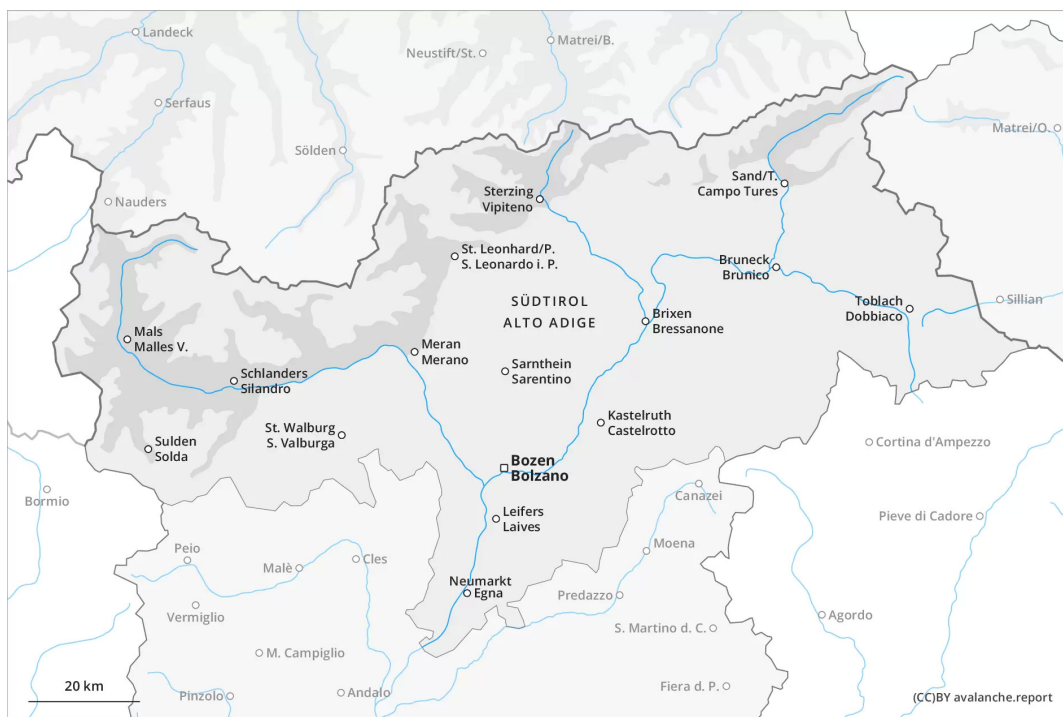 Landeck
Matrei/B.
Neustift/St.
Serfaus
Matrei/O.
Sölden
Sand/T.
Campo Tures
Sterzing
Vipiteno
Nauders
St. Leonhard/P.
S. Leonardo i. P.
Bruneck
Brunico
SÜDTIROL
ALTO ADIGE
Toblach
Dobbiaco
Sillian
Brixen
Bressanone
Mals
Malles V.
Meran
Merano
Sarnthein
Sarentino
Schlanders
Silandro
Kastelruth
Castelrotto
St. Walburg
S. Valburga
Sulden
Solda
Cortina d'Ampezzo
Bozen
Bolzano
Bormio
Canazei
Leifers
Laives
Pieve di Cadore
Peio
Moena
Cles
Malè
Neumarkt
Egna
Predazzo
Vermiglio
Agordo
S. Martino d. C.
M. Campiglio
20 km
Pinzolo
Andalo
Fiera d. P.
(CC)BY avalanche.report